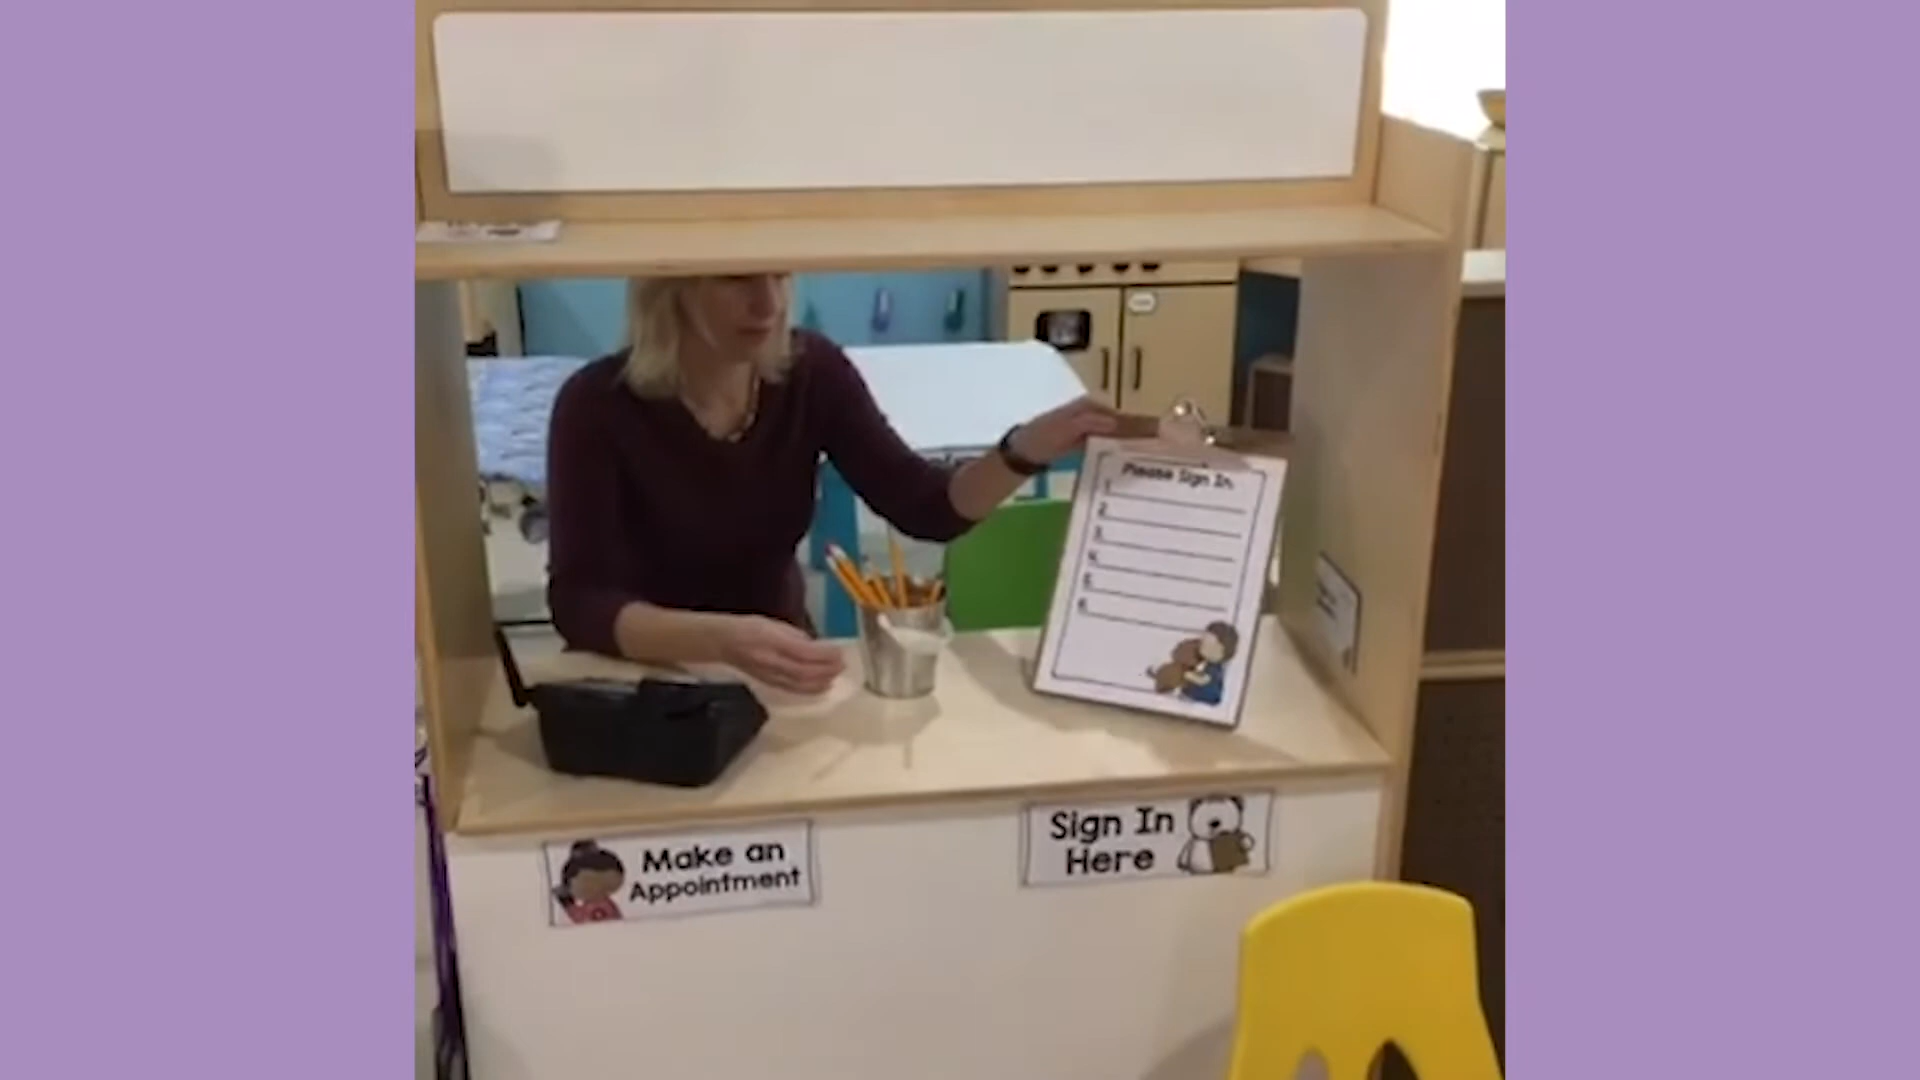 Please Sign In
1.
2.
3.
4.
5.
6.
Make an
Appointment
Sign In
Here